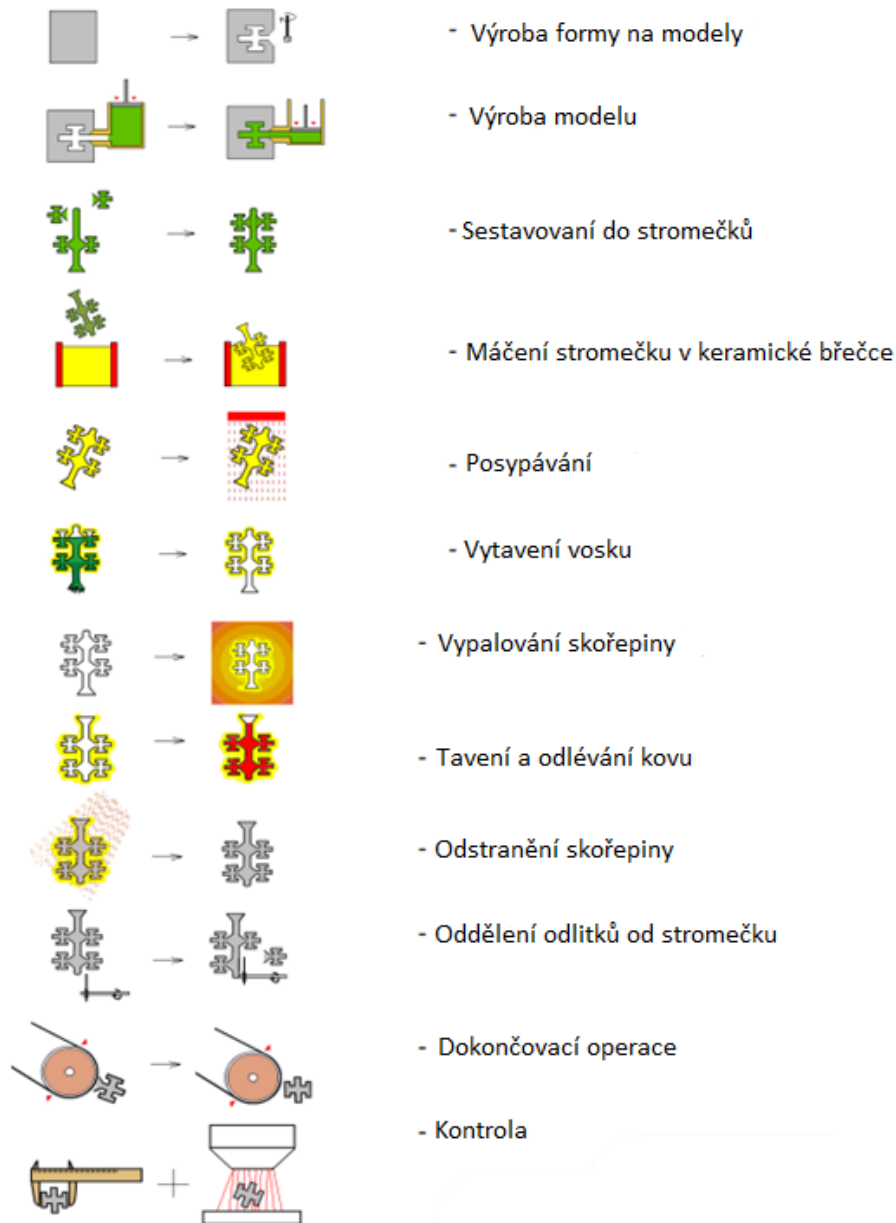 - Výroba formy na modely
- Výroba modelu
- Sestavovaní do stromečků
- Máčení stromečku v keramické břečce
- Posypávání
- Vytavení vosku
- Vypalování skořepiny
- Tavení a odlévání kovu
- Odstranění skořepiny
- Oddělení odlitků od stromečku
- Dokončovací operace
- Kontrola